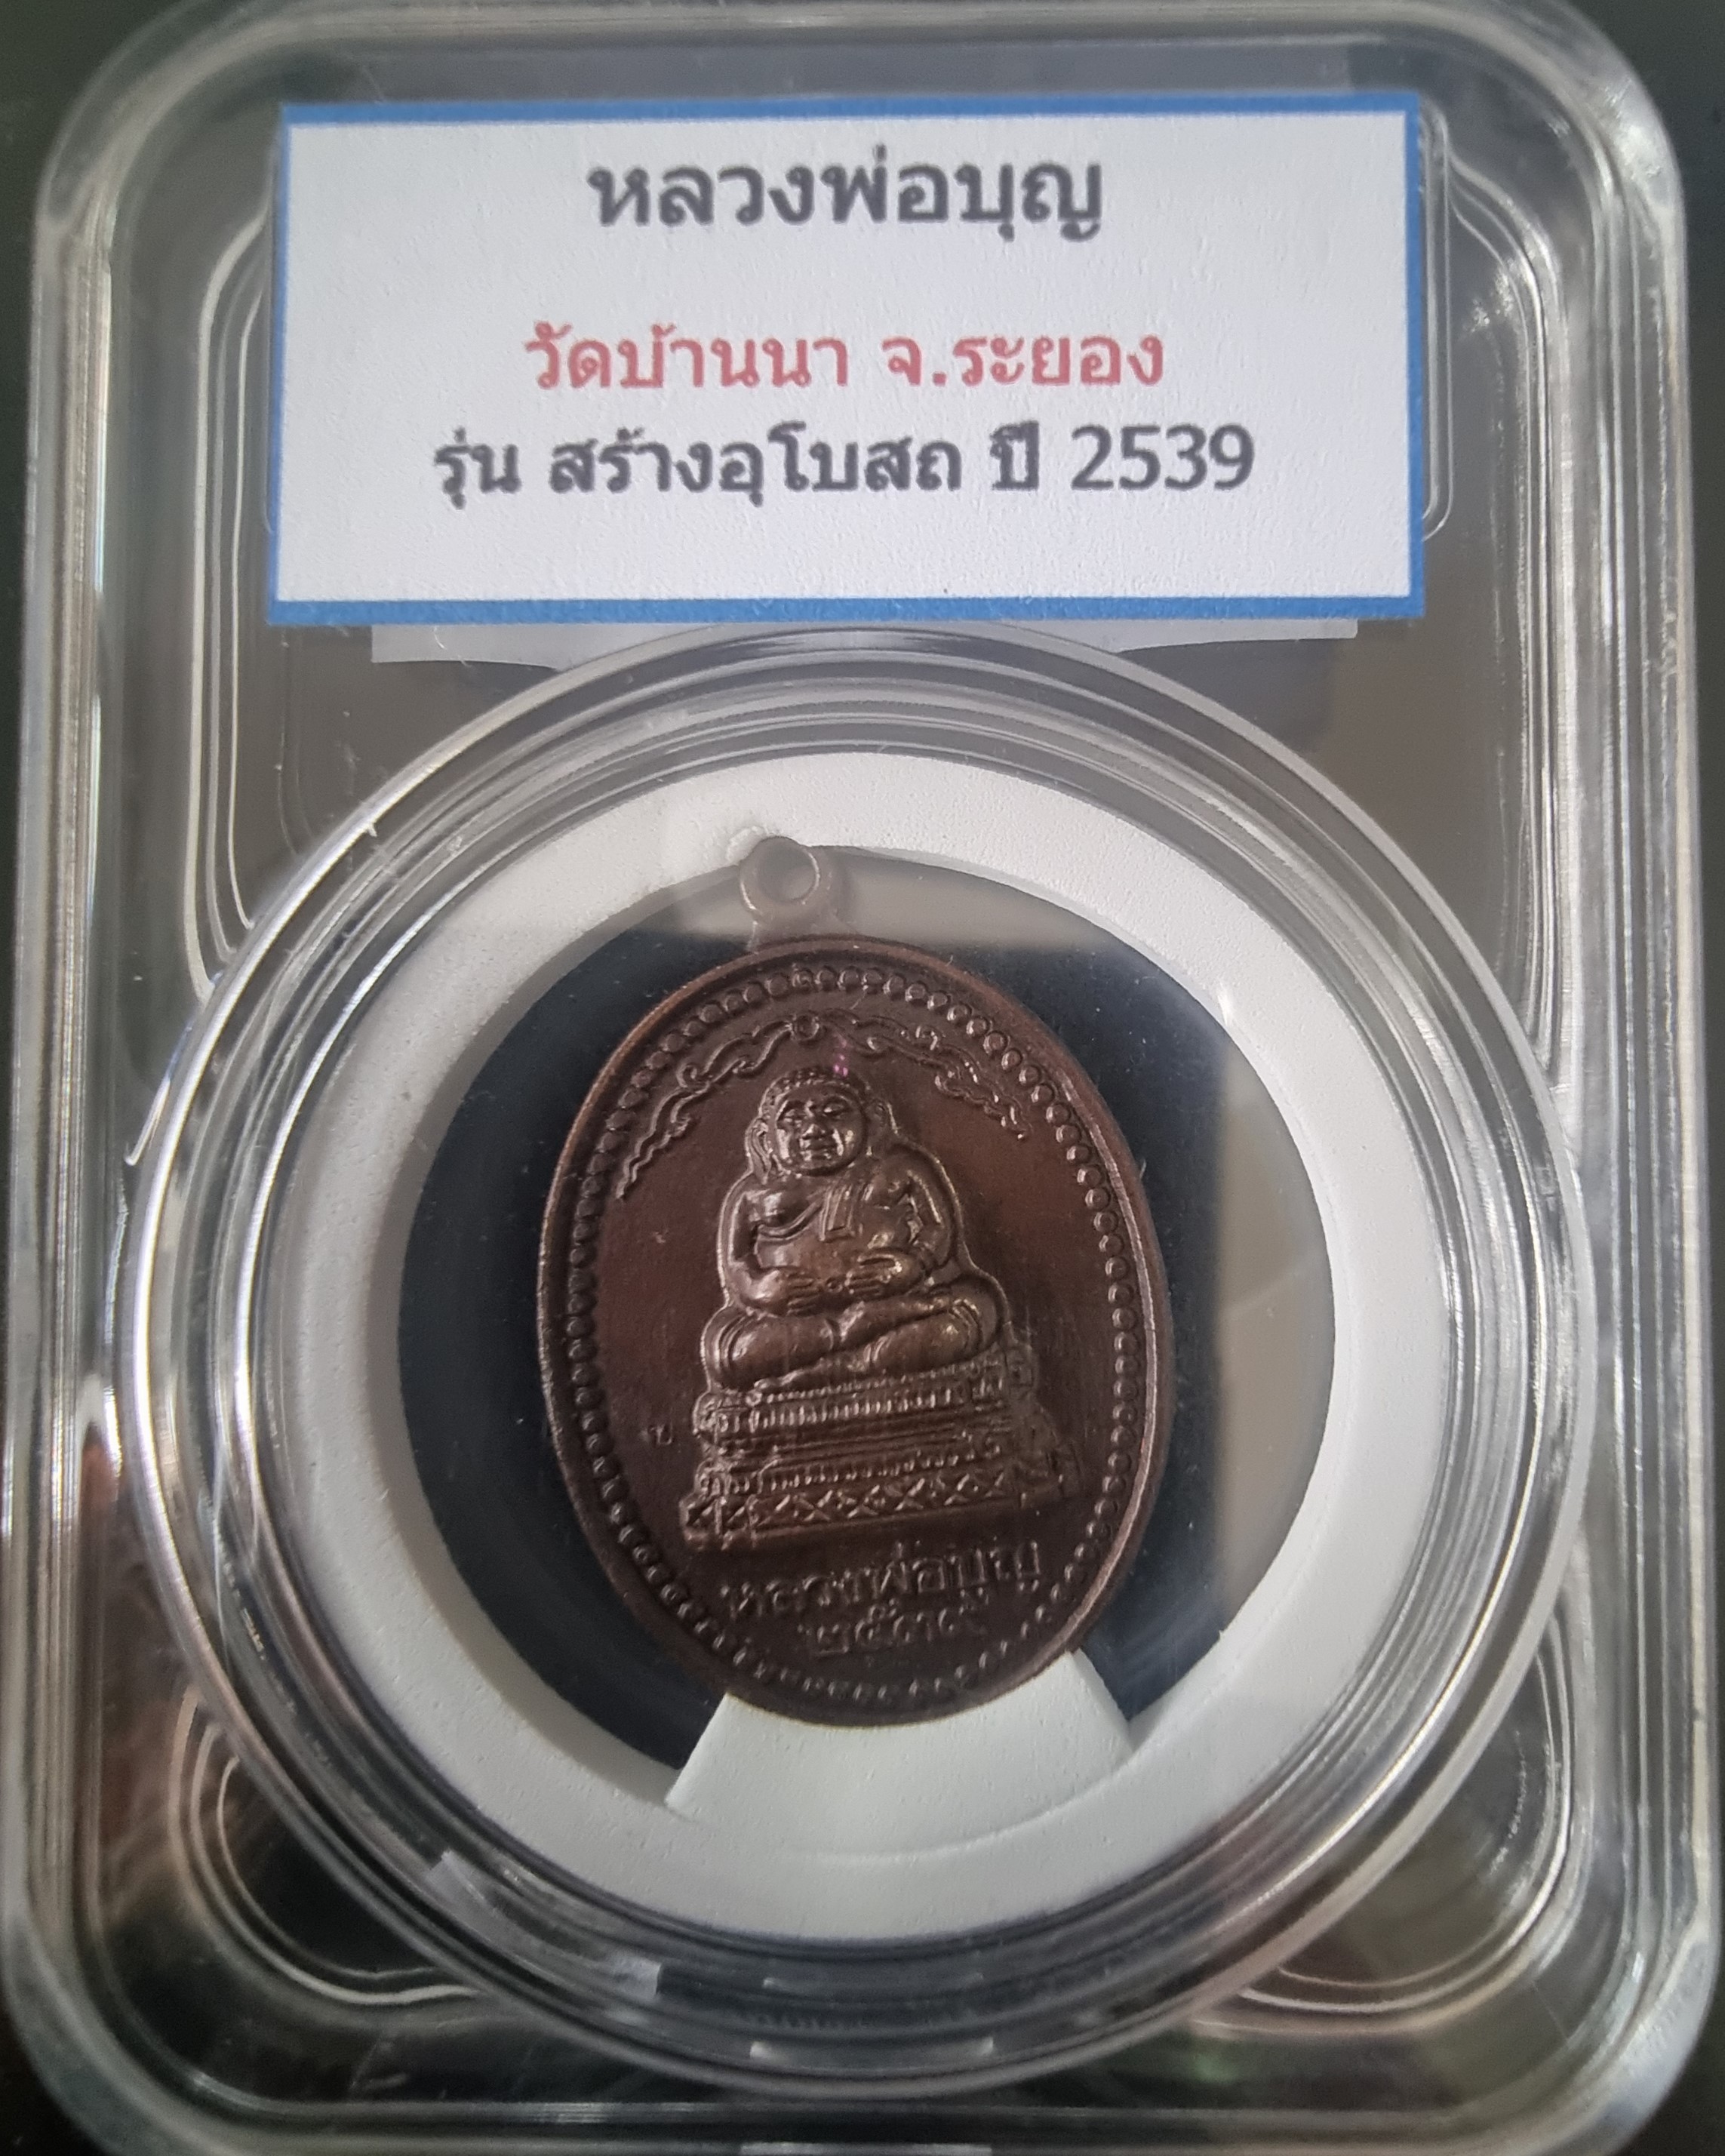 หลวงพ่อบุญ
วัดบ้านนา จ.ระยอง
รุ่น สร้างอุโบสถ ปี 2539
หลวงพ่อบุญ
๒๕๓๙